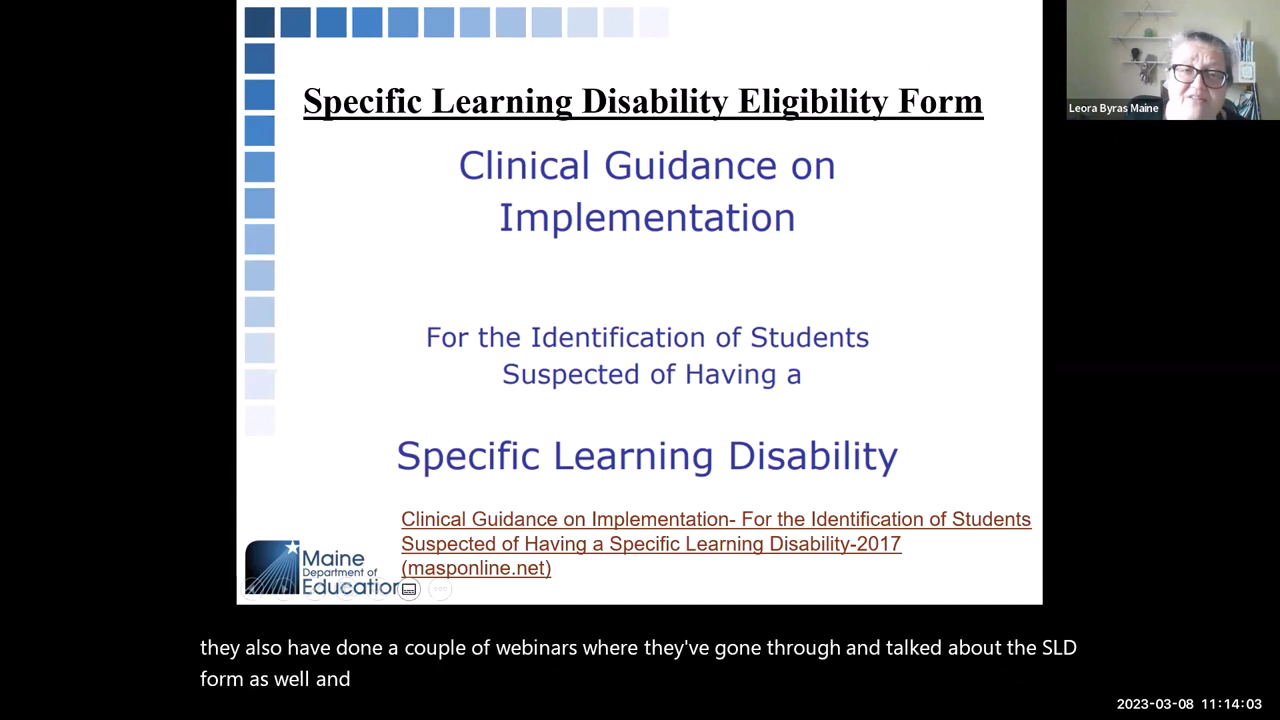 Specific Learning Disability Eligibility Form
Clinical Guidance on
Implementation
For the Identification of Students
Suspected of Having a
Specific Learning Disability
Clinical Guidance on Implementation- For the Identification of Students
Suspected of Having a Specific Learning Disability-2017
(masponline.net)
Maine
Department of
Education
Leora Byras Maine
they also have done a couple of webinars where they've gone through and talked about the SLD
form as well and
2023-03-08 11:14:03